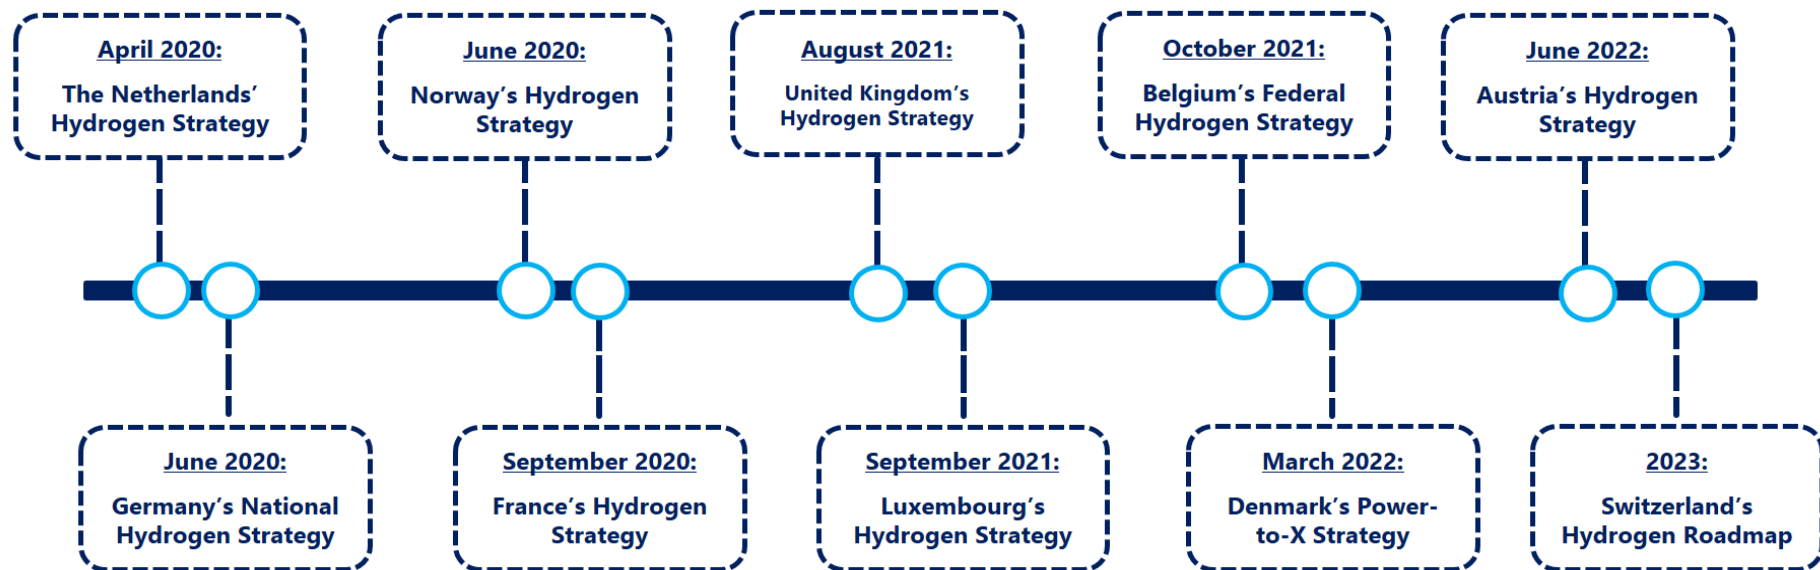 April 2020:
The Netherlands’
Hydrogen Strategy
June 2020:
Norway’s Hydrogen
Strategy
August 2021:
United Kingdom’s
Hydrogen Strategy
October 2021:
Belgium’s Federal
Hydrogen Strategy
June 2022:
Austria’s Hydrogen
Strategy
June 2020:
Germany’s National
Hydrogen Strategy
September 2020:
France’s Hydrogen
Strategy
September 2021:
Luxembourg’s
Hydrogen Strategy
March 2022:
Denmark’s Power-
to-X Strategy
2023:
Switzerland’s
Hydrogen Roadmap